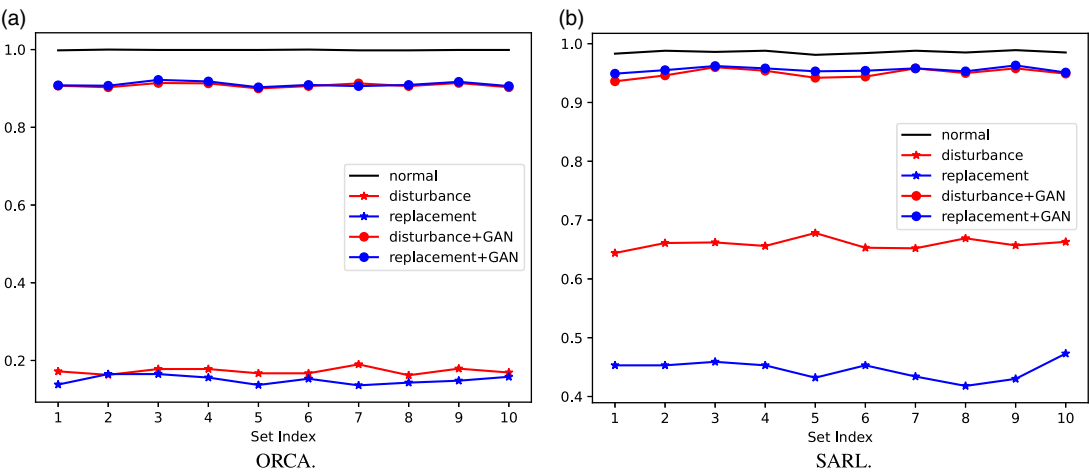 (a)
1.0
0.8
0.6
0.4
0.2
normal
disturbance
replacement
disturbance+GAN
replacement+GAN
1 2 3 4 5 6 7 8 9 10
Set Index
ORCA.
(b)
1.0
0.9
0.8
0.7
0.6
0.5
0.4
normal
disturbance
replacement
disturbance+GAN
replacement+GAN
1 2 3 4 5 6 7 8 9 10
Set Index
SARL.